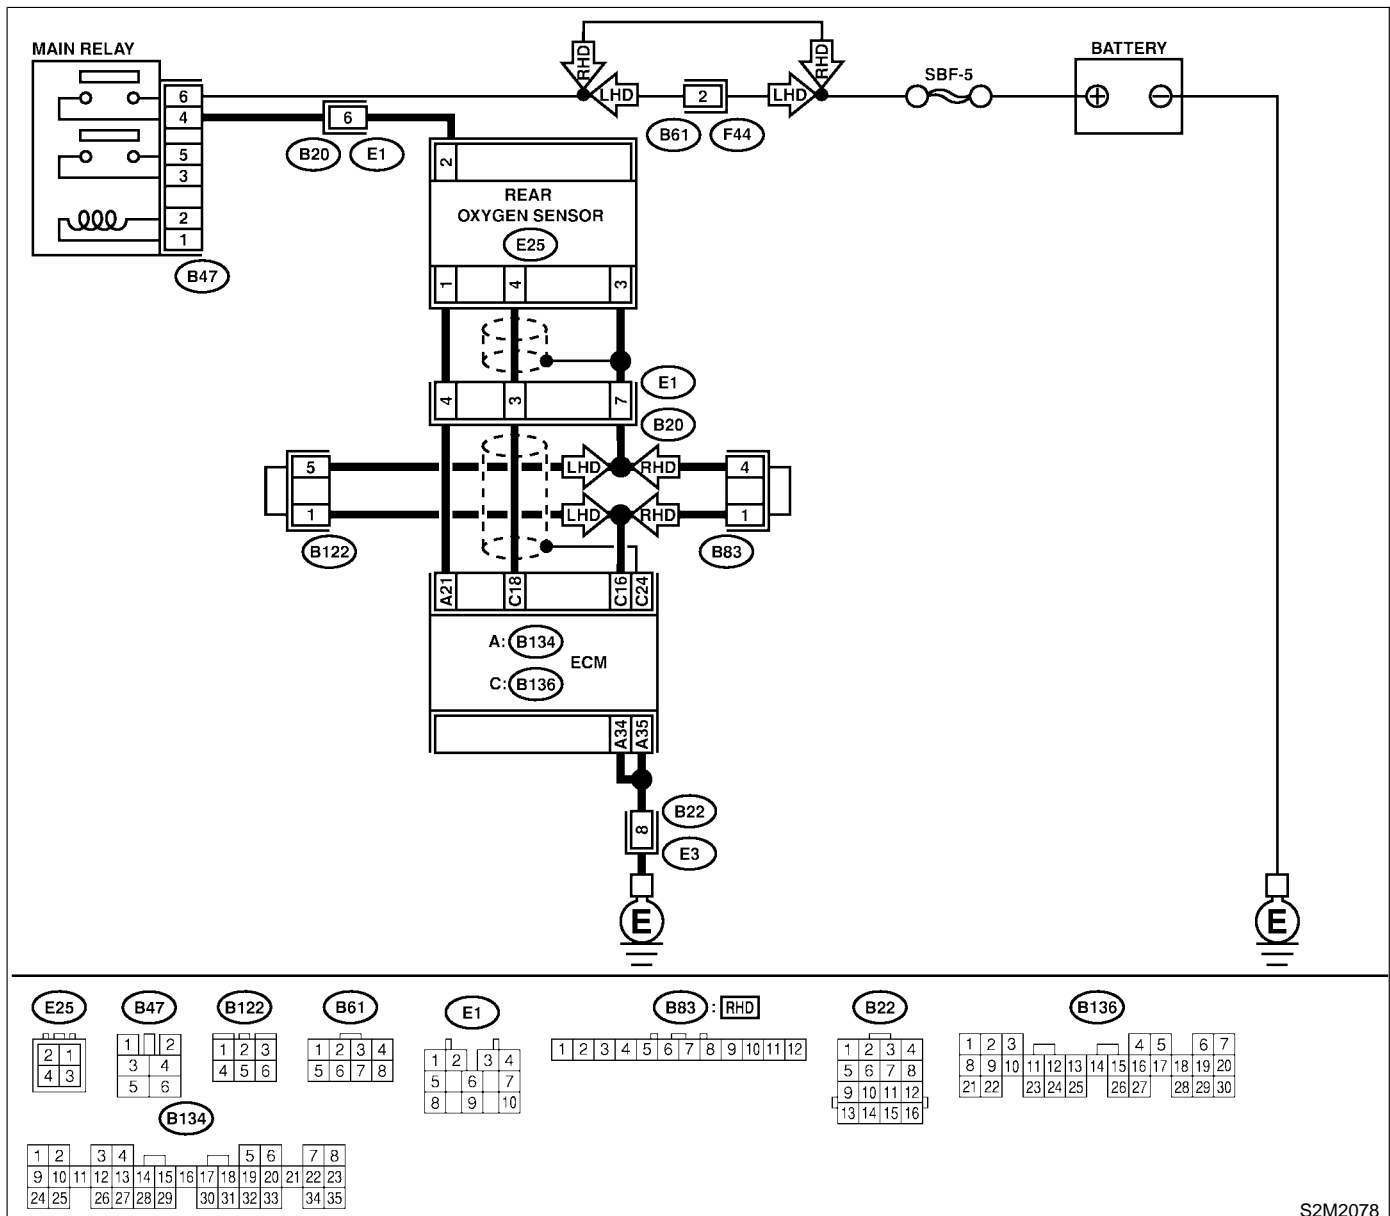 MAIN RELAY
BATTERY
SBF-5
RHD
RHD
LHD
2
LHD
B61
F44
6
4
5
3
2
1
B47
6
B20
E1
2
REAR
OXYGEN SENSOR
E25
1
4
3
E1
4
3
7
B20
5
LHD
RHD
4
1
LHD
RHD
1
B122
B83
A21
C18
C16
C24
A: B134
ECM
C: B136
A34
A35
B22
8
E3
E
E
E25
B47
B122
B61
E1
B83 : RHD
B22
B136
2 1
4 3
1 2
3 4
5 6
1 2 3
4 5 6
1 2 3 4
5 6 7 8
1 2 3 4
5 6 7
8 9 10
1 2 3 4 5 6 7 8 9 10 11 12
1 2 3 4
5 6 7 8
9 10 11 12
13 14 15 16
1 2 3 4 5 6 7
8 9 10 11 12 13 14 15 16 17 18 19 20
21 22 23 24 25 26 27 28 29 30
B134
1 2 3 4 5 6 7 8
9 10 11 12 13 14 15 16 17 18 19 20 21 22 23
24 25 26 27 28 29 30 31 32 33 34 35
S2M2078